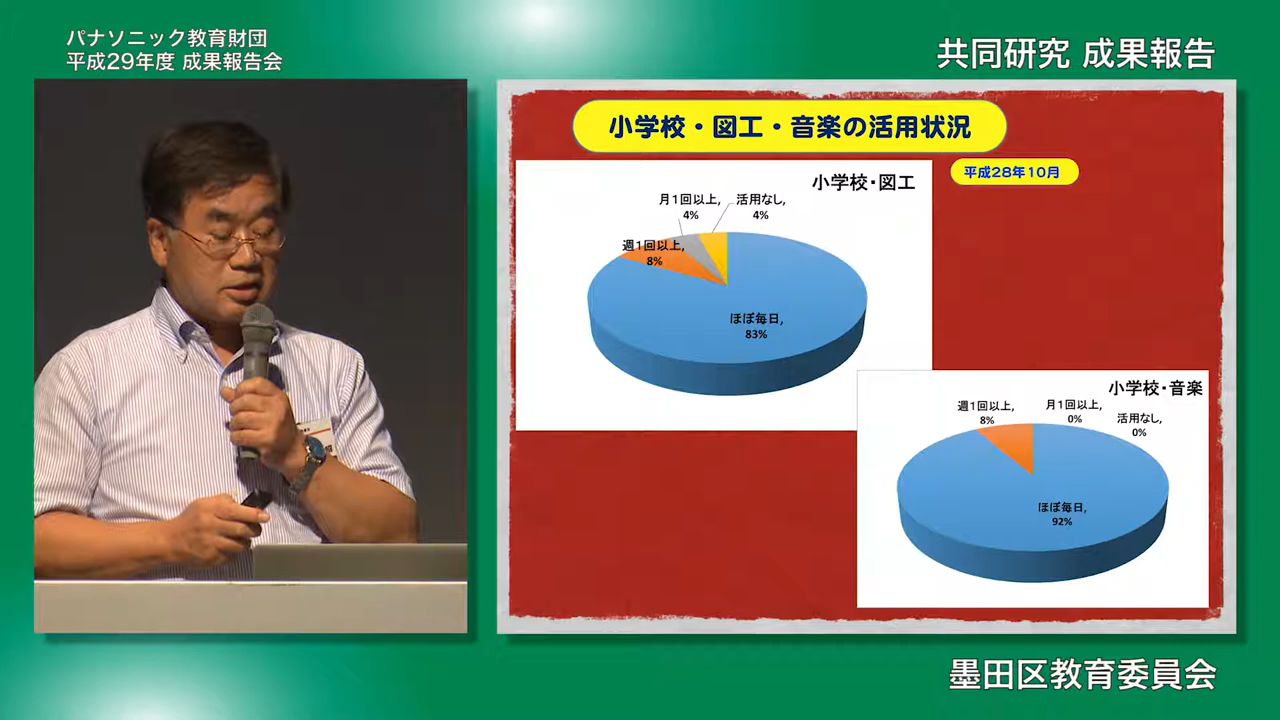 パナソニック教育財団
平成29年度 成果報告会
共同研究 成果報告
小学校・図工・音楽の活用状況
平成28年10月
小学校・図工
月1回以上,
4%
活用なし,
4%
週1回以上,
8%
ほぼ毎日,
83%
小学校・音楽
週1回以上,
8%
月1回以上,
0%
活用なし,
0%
ほぼ毎日,
92%
墨田区教育委員会